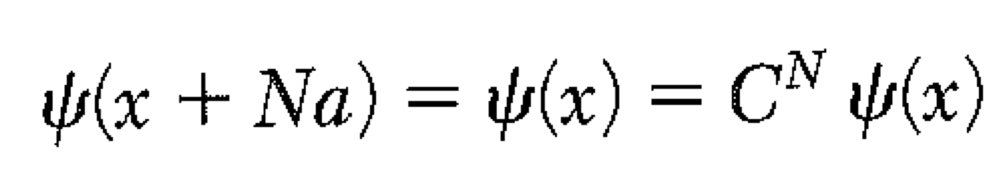 ψ(x + Na) = ψ(x) = C^N ψ(x)